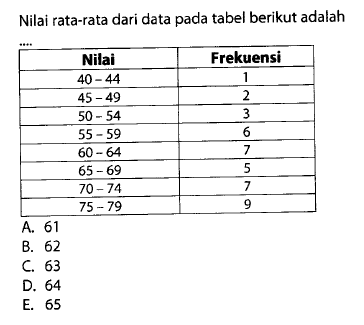 Nilai rata-rata dari data pada tabel berikut adalah
....
Nilai Frekuensi
40 – 44 1
45 – 49 2
50 – 54 3
55 – 59 6
60 – 64 7
65 – 69 5
70 – 74 7
75 – 79 9
A. 61
B. 62
C. 63
D. 64
E. 65